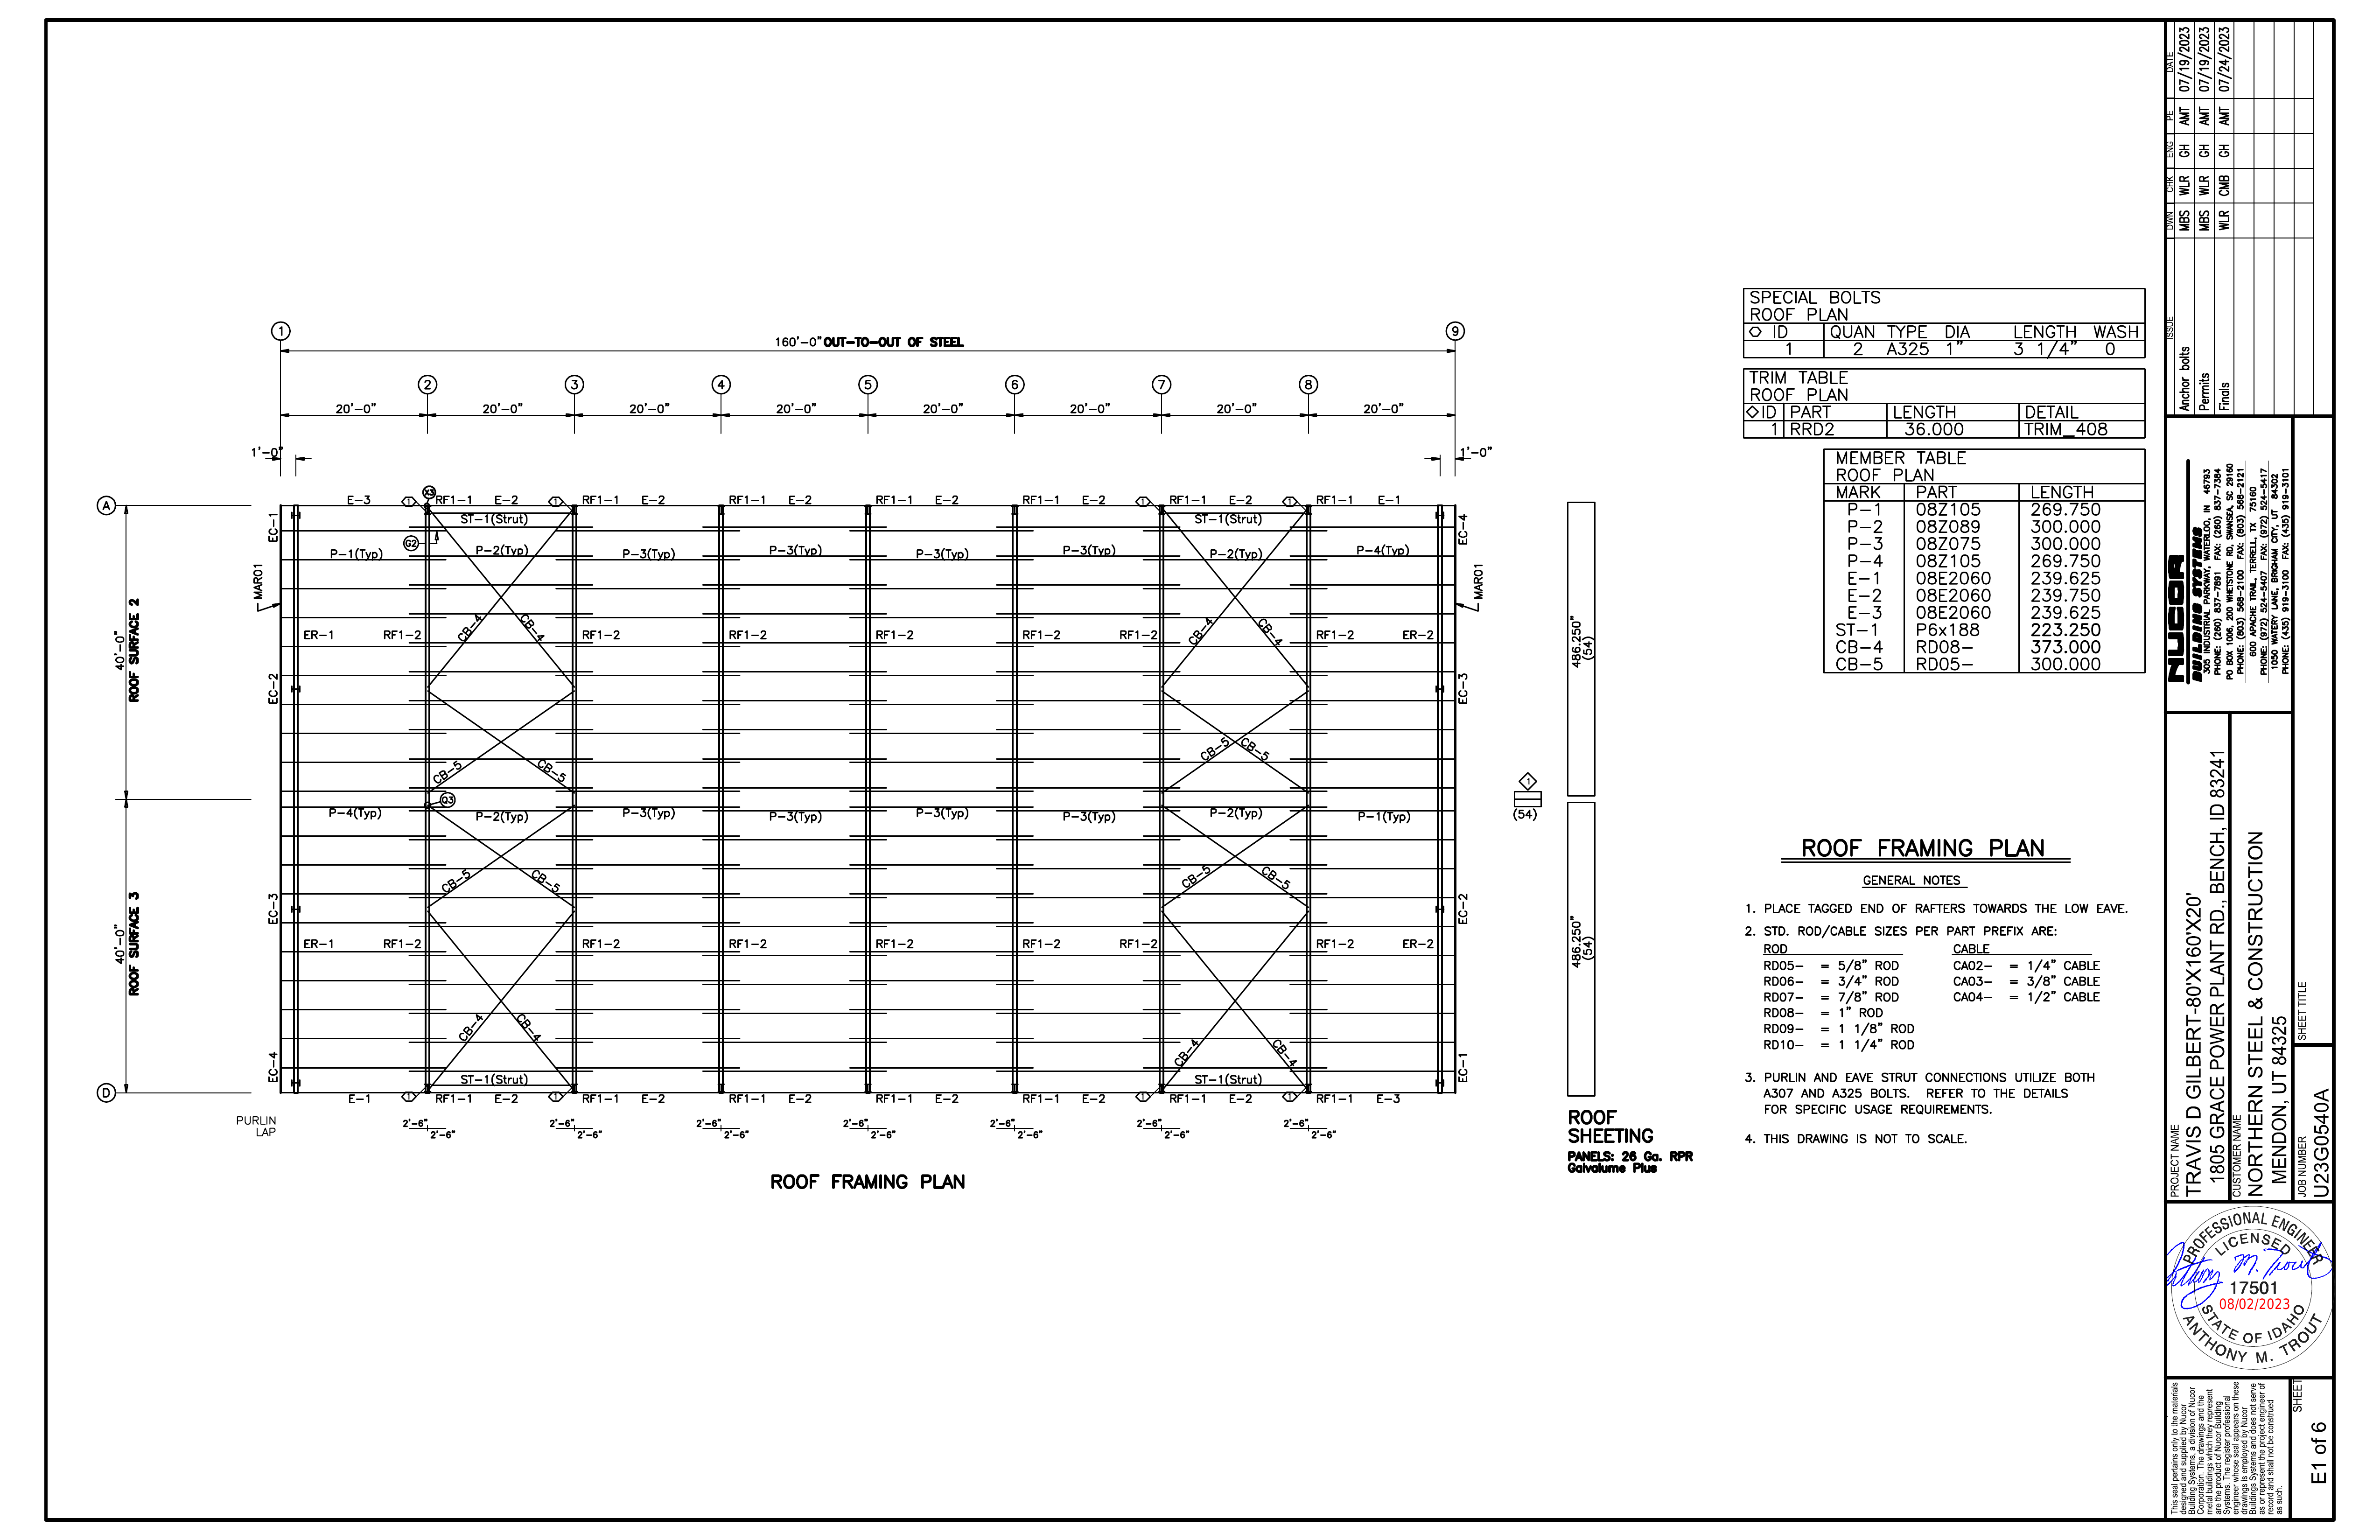 1
9
160'-0" OUT-TO-OUT OF STEEL
2
3
4
5
6
7
8
20'-0"
20'-0"
20'-0"
20'-0"
20'-0"
20'-0"
20'-0"
20'-0"
1'-0"
1'-0"
A
E-3
1
X3
RF1-1
E-2
1
RF1-1
E-2
RF1-1
E-2
RF1-1
E-2
RF1-1
E-2
1
RF1-1
E-2
1
RF1-1
E-1
EC-1
ST-1(Strut)
ST-1(Strut)
EC-4
G2
P-1(Typ)
P-2(Typ)
P-3(Typ)
P-3(Typ)
P-3(Typ)
P-3(Typ)
P-2(Typ)
P-4(Typ)
MAR01
MAR01
40'-0"
ROOF SURFACE 2
CB-4
CB-4
CB-4
CB-4
ER-1
RF1-2
RF1-2
RF1-2
RF1-2
RF1-2
RF1-2
RF1-2
ER-2
EC-2
EC-3
CB-5
CB-5
CB-5
CB-5
Q3
P-4(Typ)
P-2(Typ)
P-3(Typ)
P-3(Typ)
P-3(Typ)
P-3(Typ)
P-2(Typ)
P-1(Typ)
CB-5
CB-5
CB-5
CB-5
EC-3
EC-2
40'-0"
ROOF SURFACE 3
ER-1
RF1-2
RF1-2
RF1-2
RF1-2
RF1-2
RF1-2
RF1-2
ER-2
CB-4
CB-4
CB-4
CB-4
EC-4
ST-1(Strut)
ST-1(Strut)
EC-1
D
E-1
1
RF1-1
E-2
1
RF1-1
E-2
RF1-1
E-2
RF1-1
E-2
RF1-1
E-2
1
RF1-1
E-2
1
RF1-1
E-3
PURLIN
LAP
2'-6"
2'-6"
2'-6"
2'-6"
2'-6"
2'-6"
2'-6"
2'-6"
2'-6"
2'-6"
2'-6"
2'-6"
2'-6"
2'-6"
ROOF FRAMING PLAN
486.250"
(54)
1
(54)
486.250"
(54)
ROOF
SHEETING
PANELS: 26 Ga. RPR
Galvalume Plus
SPECIAL BOLTS
ROOF PLAN
ID QUAN TYPE DIA LENGTH WASH
1 2 A325 1" 3 1/4" 0
TRIM TABLE
ROOF PLAN
ID PART LENGTH DETAIL
1 RRD2 36.000 TRIM_408
MEMBER TABLE
ROOF PLAN
MARK PART LENGTH
P-1 08Z105 269.750
P-2 08Z089 300.000
P-3 08Z075 300.000
P-4 08Z105 269.750
E-1 08E2060 239.625
E-2 08E2060 239.750
E-3 08E2060 239.625
ST-1 P6x188 223.250
CB-4 RD08- 373.000
CB-5 RD05- 300.000
ROOF FRAMING PLAN
GENERAL NOTES
1. PLACE TAGGED END OF RAFTERS TOWARDS THE LOW EAVE.
2. STD. ROD/CABLE SIZES PER PART PREFIX ARE:
ROD CABLE
RD05- = 5/8" ROD CA02- = 1/4" CABLE
RD06- = 3/4" ROD CA03- = 3/8" CABLE
RD07- = 7/8" ROD CA04- = 1/2" CABLE
RD08- = 1" ROD
RD09- = 1 1/8" ROD
RD10- = 1 1/4" ROD
3. PURLIN AND EAVE STRUT CONNECTIONS UTILIZE BOTH
A307 AND A325 BOLTS. REFER TO THE DETAILS
FOR SPECIFIC USAGE REQUIREMENTS.
4. THIS DRAWING IS NOT TO SCALE.
ISSUE DWN CHK ENG PE DATE
Anchor bolts MBS WLR GH AMT 07/19/2023
Permits MBS WLR GH AMT 07/19/2023
Finals WLR CMB GH AMT 07/24/2023
NUCOR
BUILDING SYSTEMS
305 INDUSTRIAL PARKWAY, WATERLOO, IN 46793
PHONE: (260) 837-7891 FAX: (260) 837-7384
PO BOX 1006, 200 WHETSTONE RD, SWANSEA, SC 29160
PHONE: (803) 568-2100 FAX: (803) 568-2121
600 APACHE TRAIL, TERRELL, TX 75160
PHONE: (972) 524-5407 FAX: (972) 524-5417
1050 WATERY LANE, BRIGHAM CITY, UT 84302
PHONE: (435) 919-3100 FAX: (435) 919-3101
PROJECT NAME
TRAVIS D GILBERT-80'X160'X20'
1805 GRACE POWER PLANT RD., BENCH, ID 83241
CUSTOMER NAME
NORTHERN STEEL & CONSTRUCTION
MENDON, UT 84325
SHEET TITLE
JOB NUMBER
U23G0540A
PROFESSIONAL ENGINEER
LICENSED
Anthony M. Trout
17501
08/02/2023
STATE OF IDAHO
ANTHONY M. TROUT
This seal pertains only to the materials
designed and supplied by Nucor
Building Systems, a division of Nucor
Corporation. The drawings and the
metal buildings which they represent
are the product of Nucor Building
Systems. The register professional
engineer whose seal appears on these
drawings is employed by Nucor
Buildings Systems and does not serve
as or represent the project engineer of
record and shall not be construed
as such.
SHEET
E1 of 6